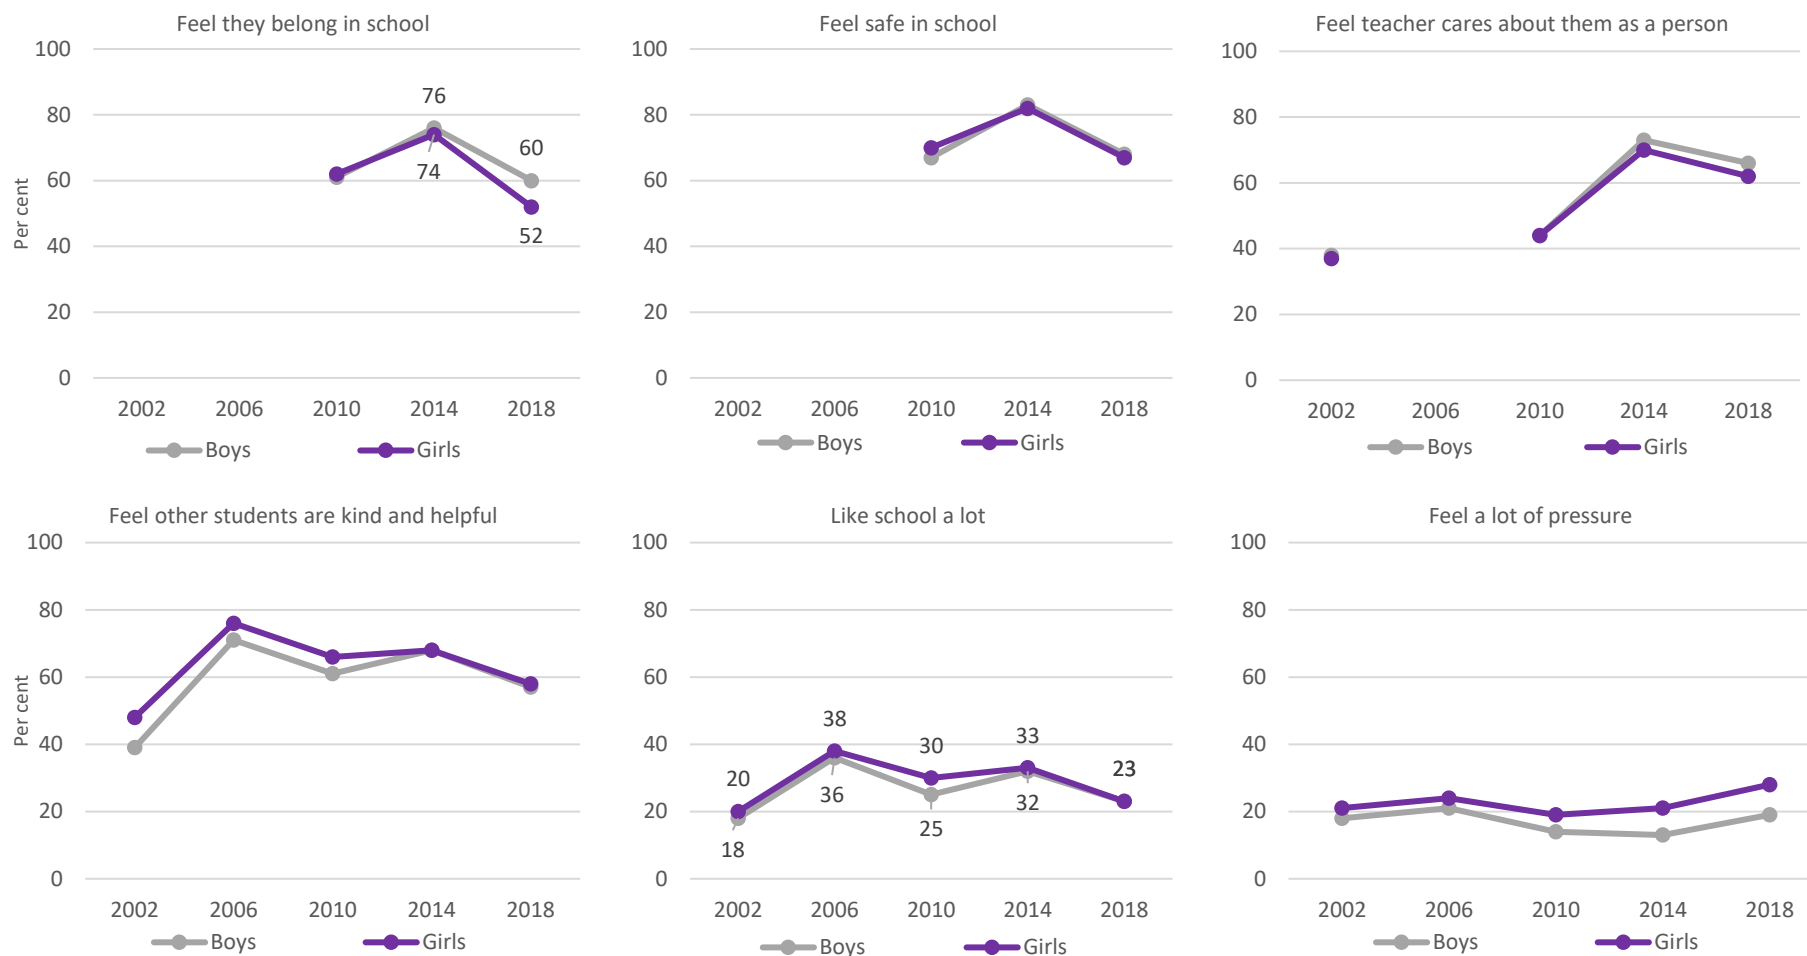 Feel they belong in school
100
80
60
40
20
0
Per cent
76
74
60
52
2002 2006 2010 2014 2018
Boys Girls
Feel safe in school
100
80
60
40
20
0
2002 2006 2010 2014 2018
Boys Girls
Feel teacher cares about them as a person
100
80
60
40
20
0
2002 2006 2010 2014 2018
Boys Girls
Feel other students are kind and helpful
100
80
60
40
20
0
Per cent
2002 2006 2010 2014 2018
Boys Girls
Like school a lot
100
80
60
40
20
0
20 38 30 33 23
18 36 25 32
2002 2006 2010 2014 2018
Boys Girls
Feel a lot of pressure
100
80
60
40
20
0
2002 2006 2010 2014 2018
Boys Girls